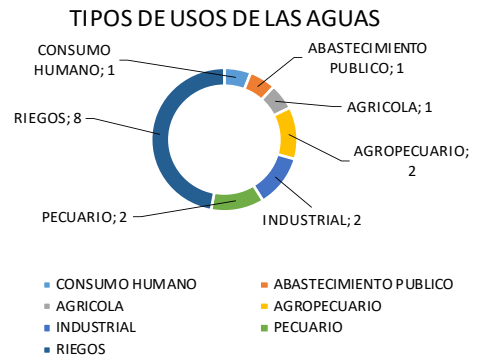 TIPOS DE USOS DE LAS AGUAS
CONSUMO
HUMANO; 1
ABASTECIMIENTO
PUBLICO; 1
AGRICOLA; 1
AGROPECUARIO;
2
INDUSTRIAL; 2
PECUARIO; 2
RIEGOS; 8
CONSUMO HUMANO
ABASTECIMIENTO PUBLICO
AGRICOLA
AGROPECUARIO
INDUSTRIAL
PECUARIO
RIEGOS